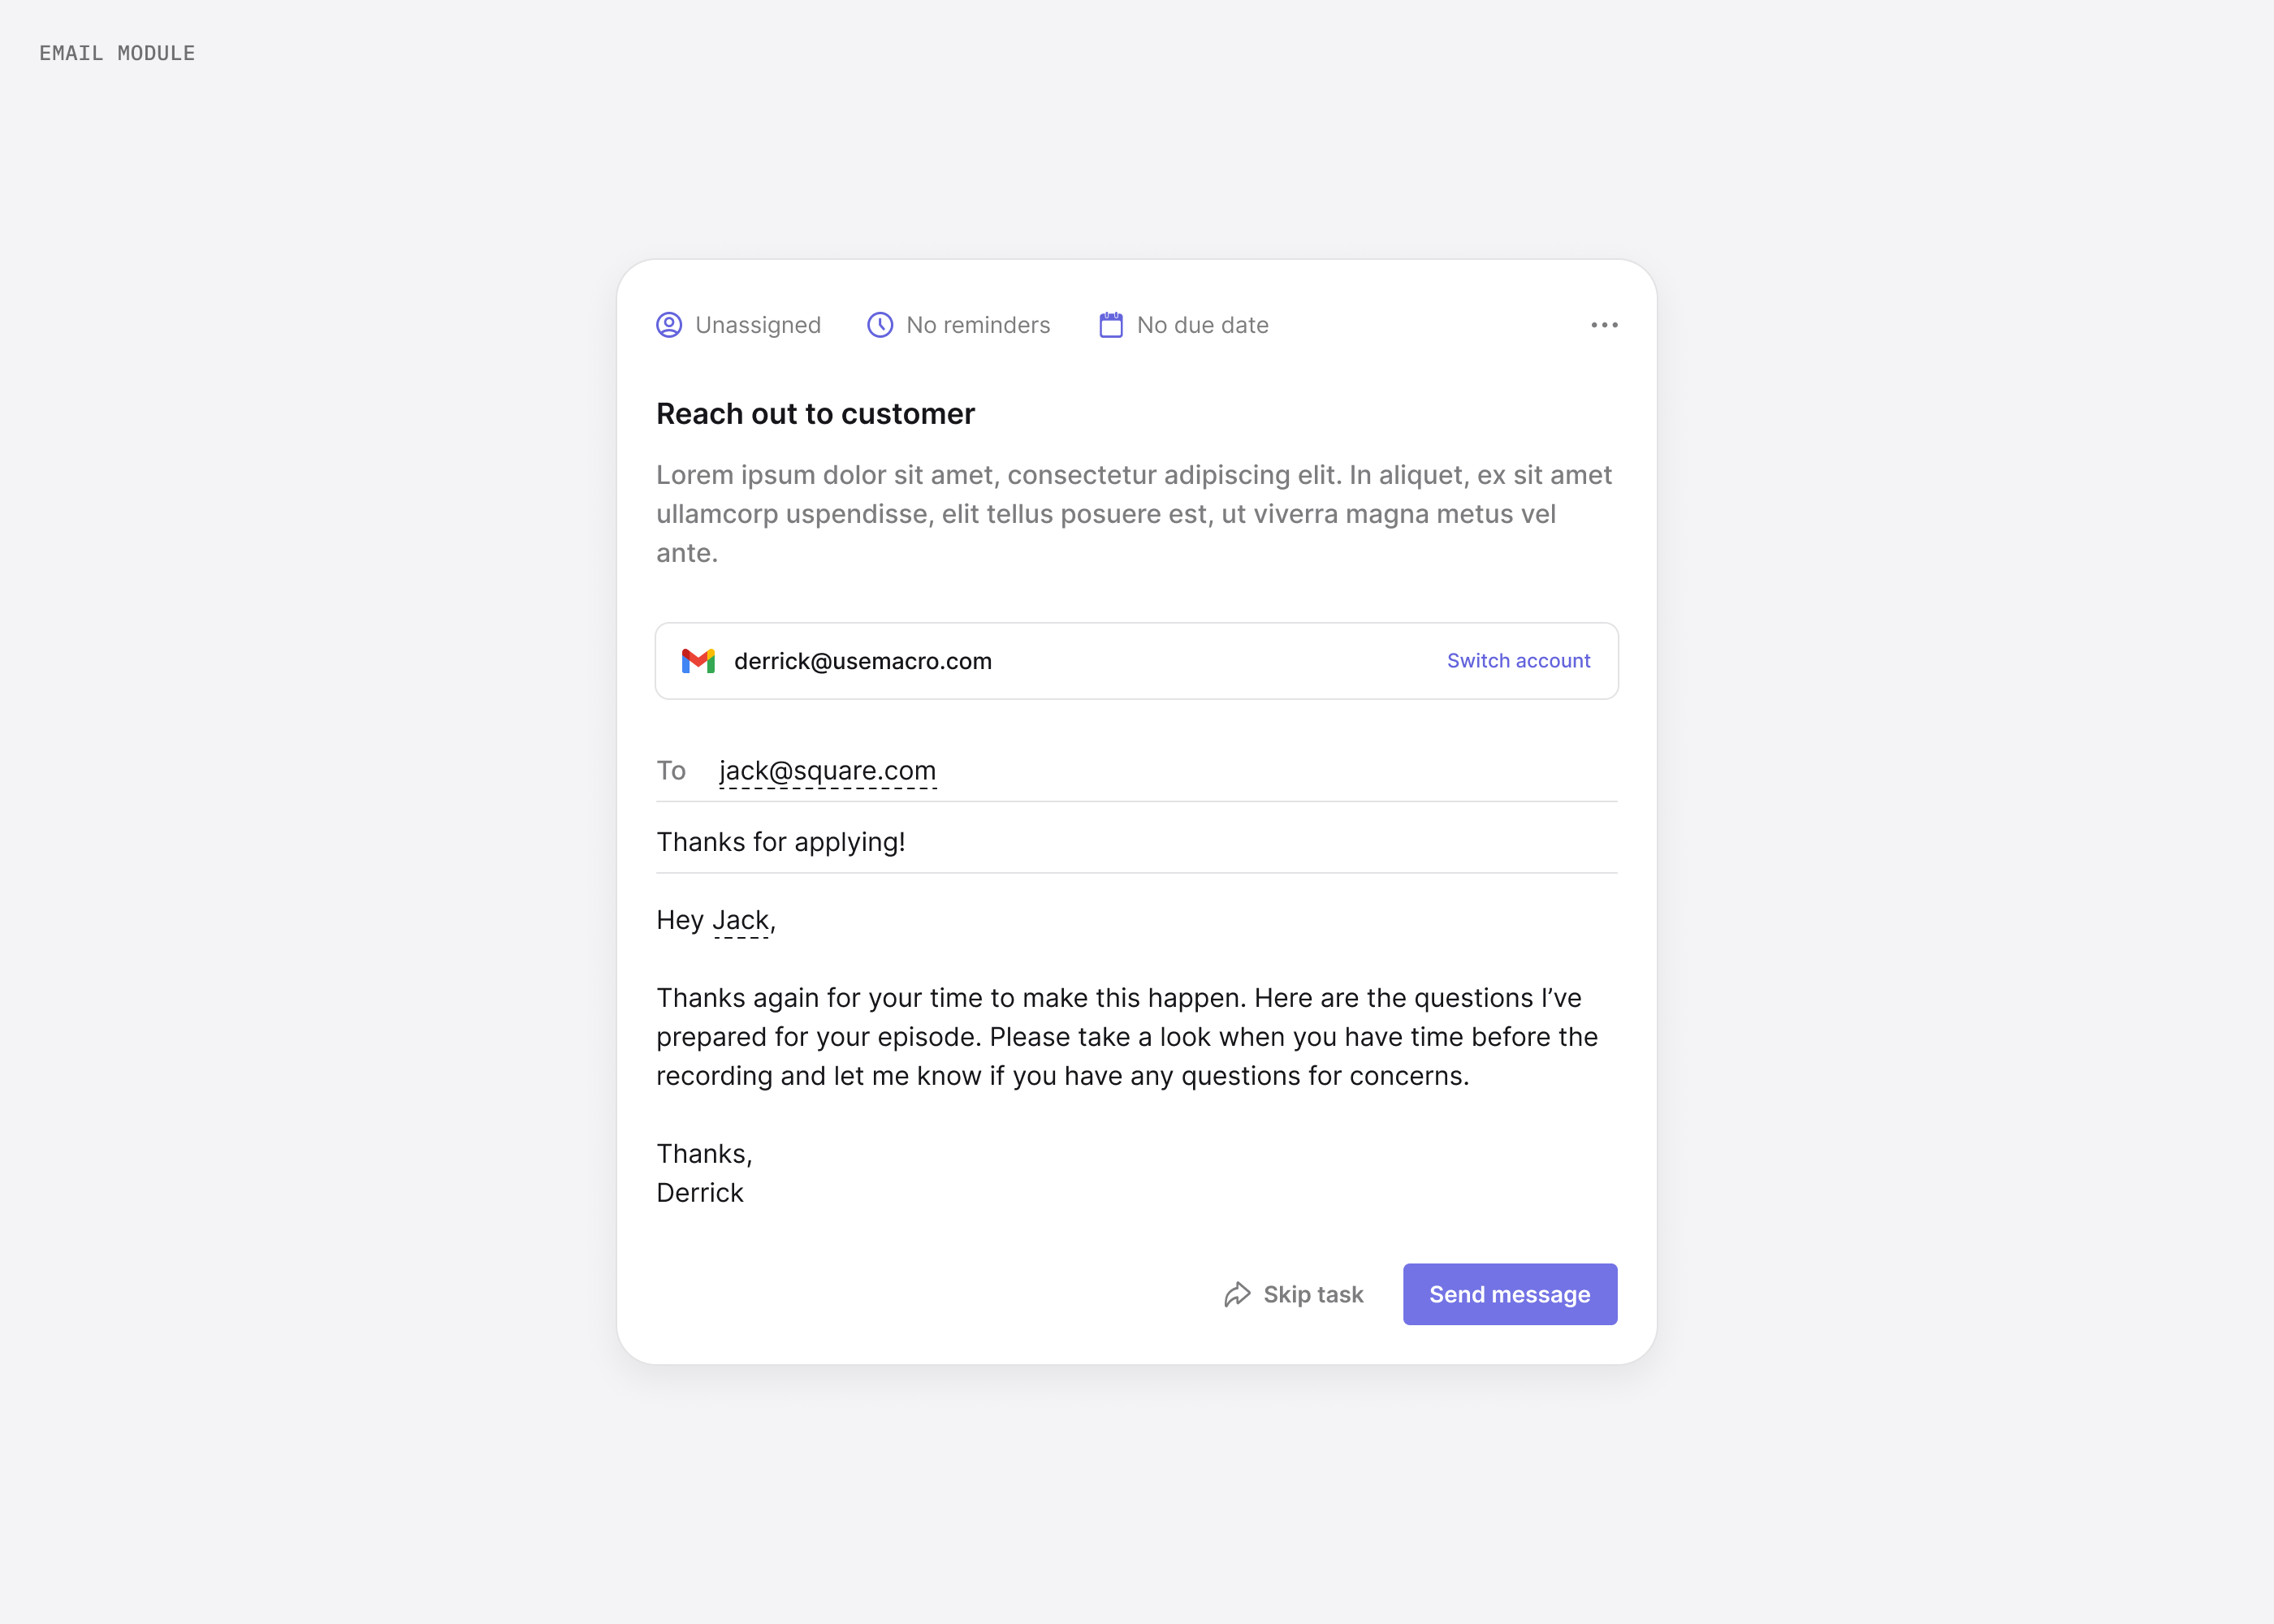 EMAIL MODULE
Unassigned
No reminders
No due date
Reach out to customer
Lorem ipsum dolor sit amet, consectetur adipiscing elit. In aliquet, ex sit amet
ullamcorp uspendisse, elit tellus posuere est, ut viverra magna metus vel
ante.
derrick@usemacro.com
Switch account
To jack@square.com
Thanks for applying!
Hey Jack,
Thanks again for your time to make this happen. Here are the questions I’ve
prepared for your episode. Please take a look when you have time before the
recording and let me know if you have any questions for concerns.
Thanks,
Derrick
Skip task
Send message